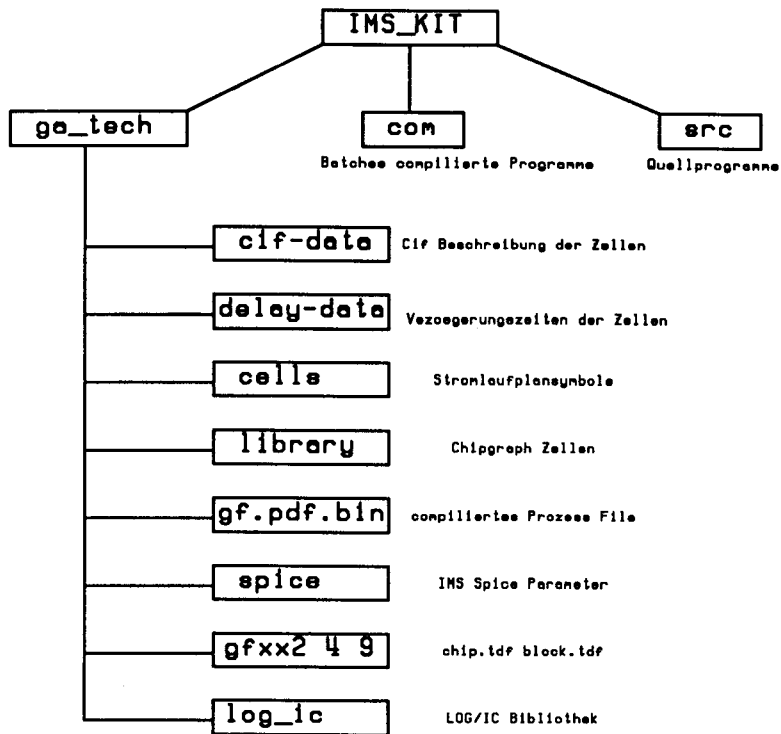 IMS_KIT
ga_tech
com
src
Batches compilierte Programme
Quellprogramme
cif-data
Cif Beschreibung der Zellen
delay-data
Vezoegerungszeiten der Zellen
cells
Stromlaufplansymbole
library
Chipgraph Zellen
gf.pdf.bin
compiliertes Prozess File
spice
IMS Spice Parameter
gfxx2 4 9
chip.tdf block.tdf
log_ic
LOG/IC Bibliothek